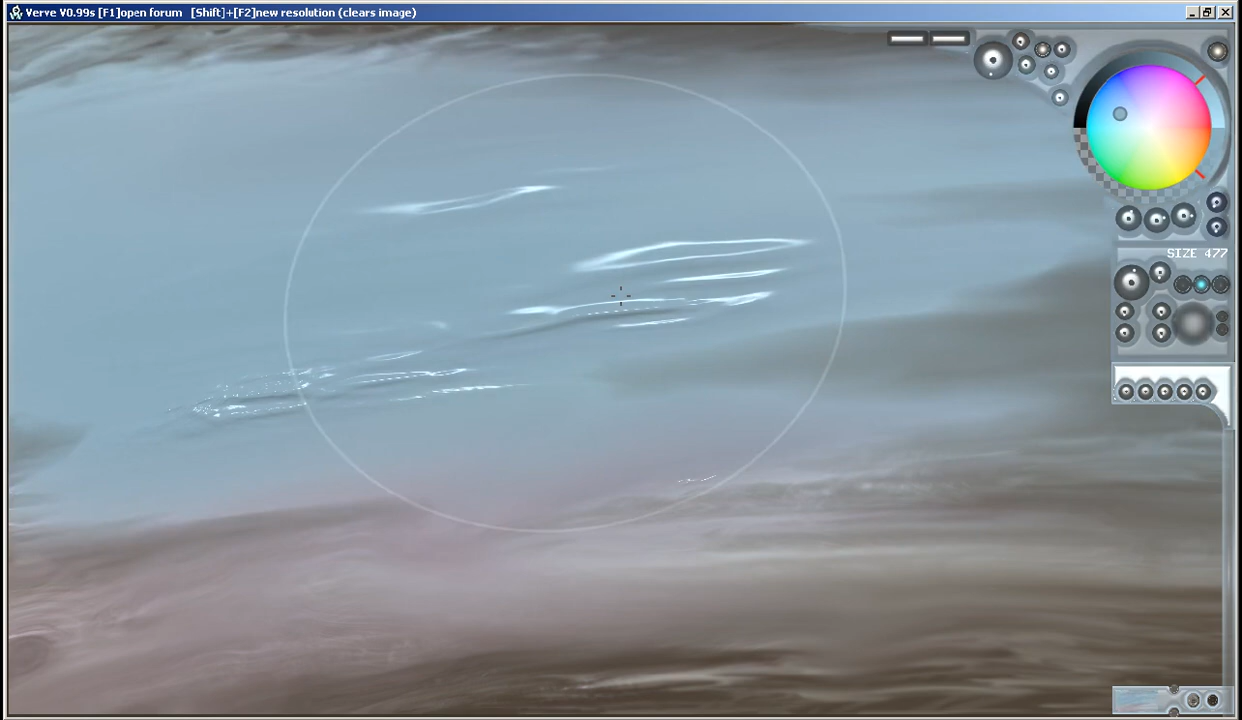 Verve V0.99s [F1]open forum [Shift]+[F2]new resolution (clears image)
SIZE 477